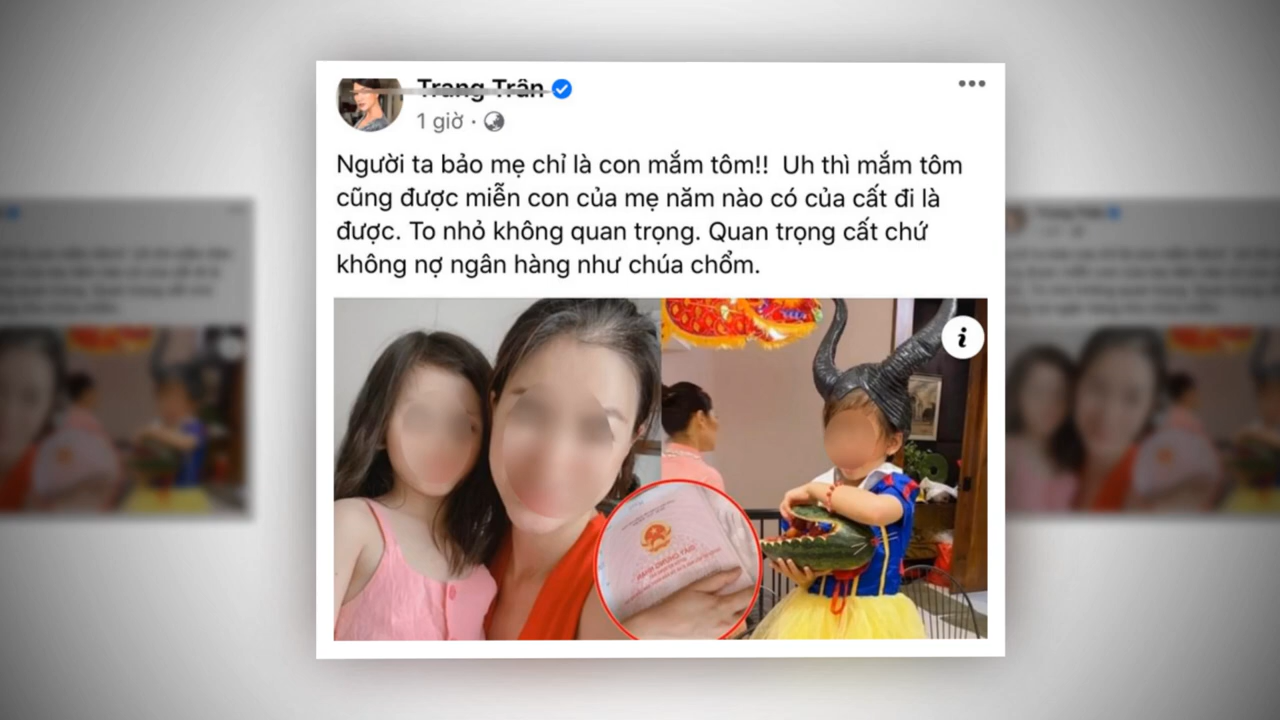 Trang Trần
1 giờ ·
Người ta bảo mẹ chỉ là con mắm tôm!! Uh thì mắm tôm
cũng được miễn con của mẹ năm nào có của cất đi là
được. To nhỏ không quan trọng. Quan trọng cất chứ
không nợ ngân hàng như chúa chổm.
i